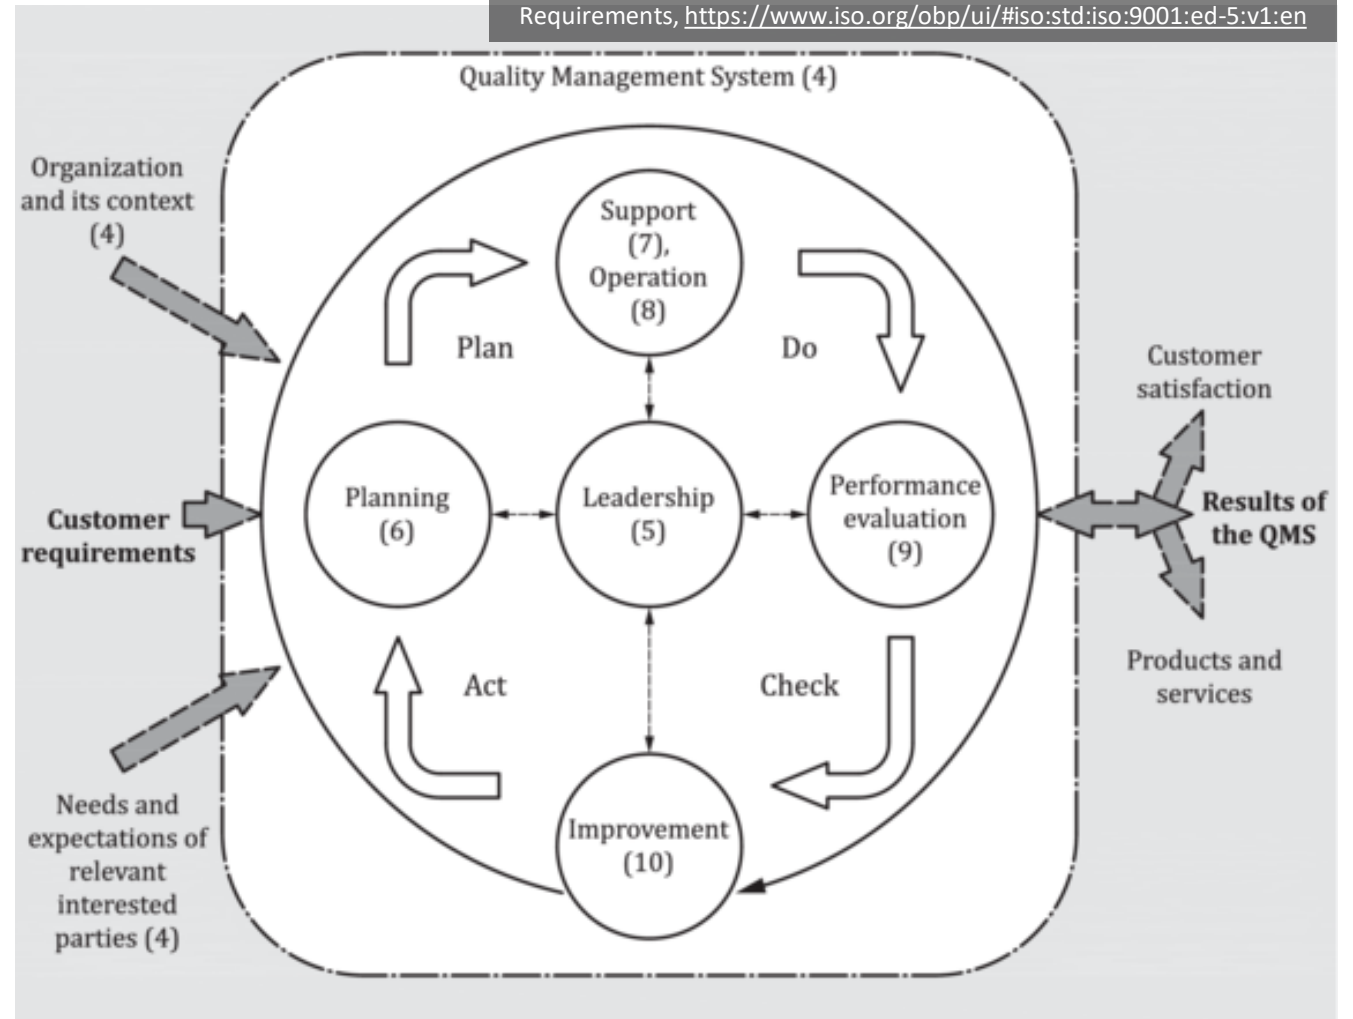 Requirements, https://www.iso.org/obp/ui/#iso:std:iso:9001:ed-5:v1:en
Quality Management System (4)
Organization
and its context
(4)
Support
(7),
Operation
(8)
Plan
Do
Customer
satisfaction
Customer
requirements
Planning
(6)
Leadership
(5)
Performance
evaluation
(9)
Results of
the QMS
Act
Check
Products and
services
Needs and
expectations of
relevant
interested
parties (4)
Improvement
(10)